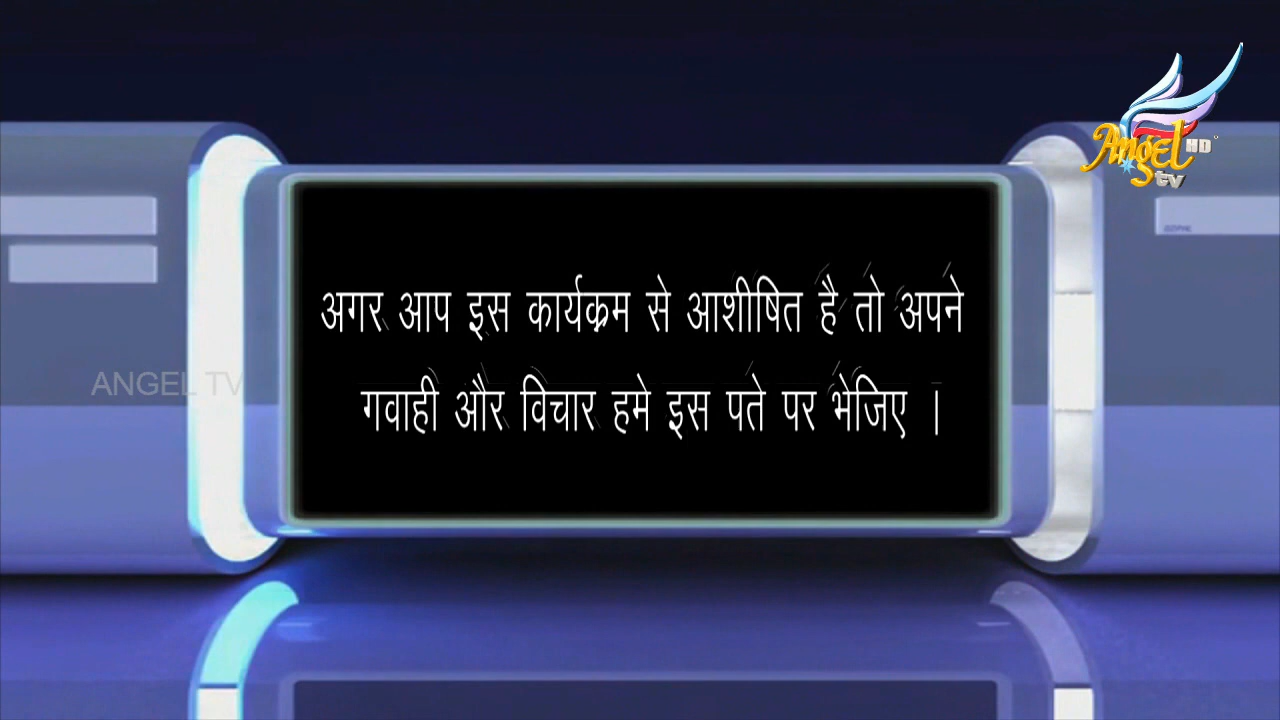 Angel HD
tv
अगर आप इस कार्यक्रम से आशीषित है तो अपने
ANGEL TV
गवाही और विचार हमे इस पते पर भेजिए ।